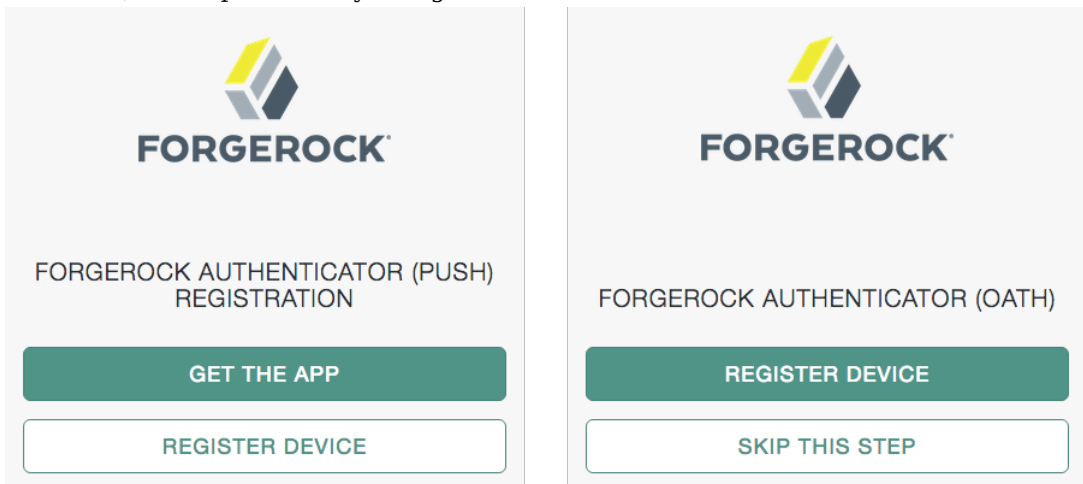 FORGEROCK
FORGEROCK AUTHENTICATOR (PUSH)
REGISTRATION
GET THE APP
REGISTER DEVICE
FORGEROCK
FORGEROCK AUTHENTICATOR (OATH)
REGISTER DEVICE
SKIP THIS STEP